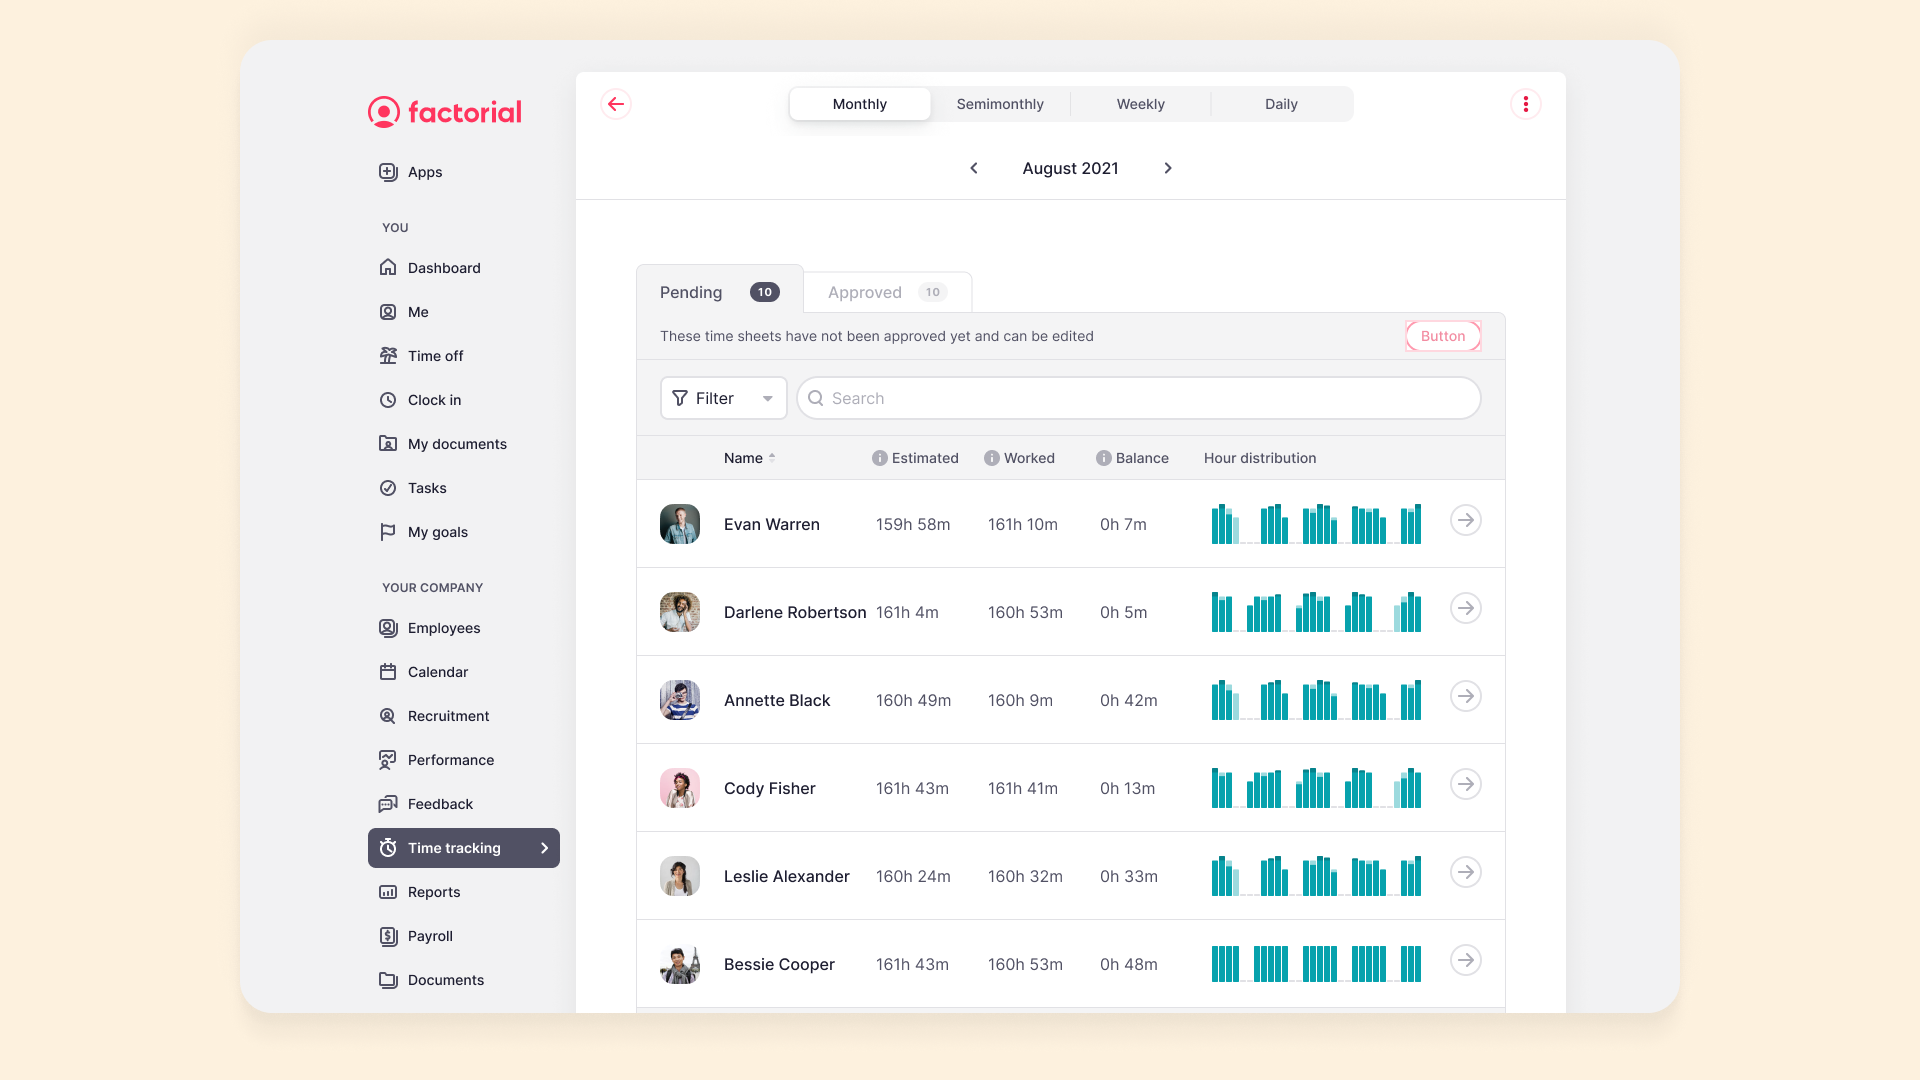 factorial
Apps
YOU
Dashboard
Me
Time off
Clock in
My documents
Tasks
My goals
YOUR COMPANY
Employees
Calendar
Recruitment
Performance
Feedback
Time tracking
Reports
Payroll
Documents
Monthly Semimonthly Weekly Daily
August 2021
Pending 10 Approved 10
These time sheets have not been approved yet and can be edited Button
Filter Search
Name Estimated Worked Balance Hour distribution
Evan Warren 159h 58m 161h 10m 0h 7m
Darlene Robertson 161h 4m 160h 53m 0h 5m
Annette Black 160h 49m 160h 9m 0h 42m
Cody Fisher 161h 43m 161h 41m 0h 13m
Leslie Alexander 160h 24m 160h 32m 0h 33m
Bessie Cooper 161h 43m 160h 53m 0h 48m